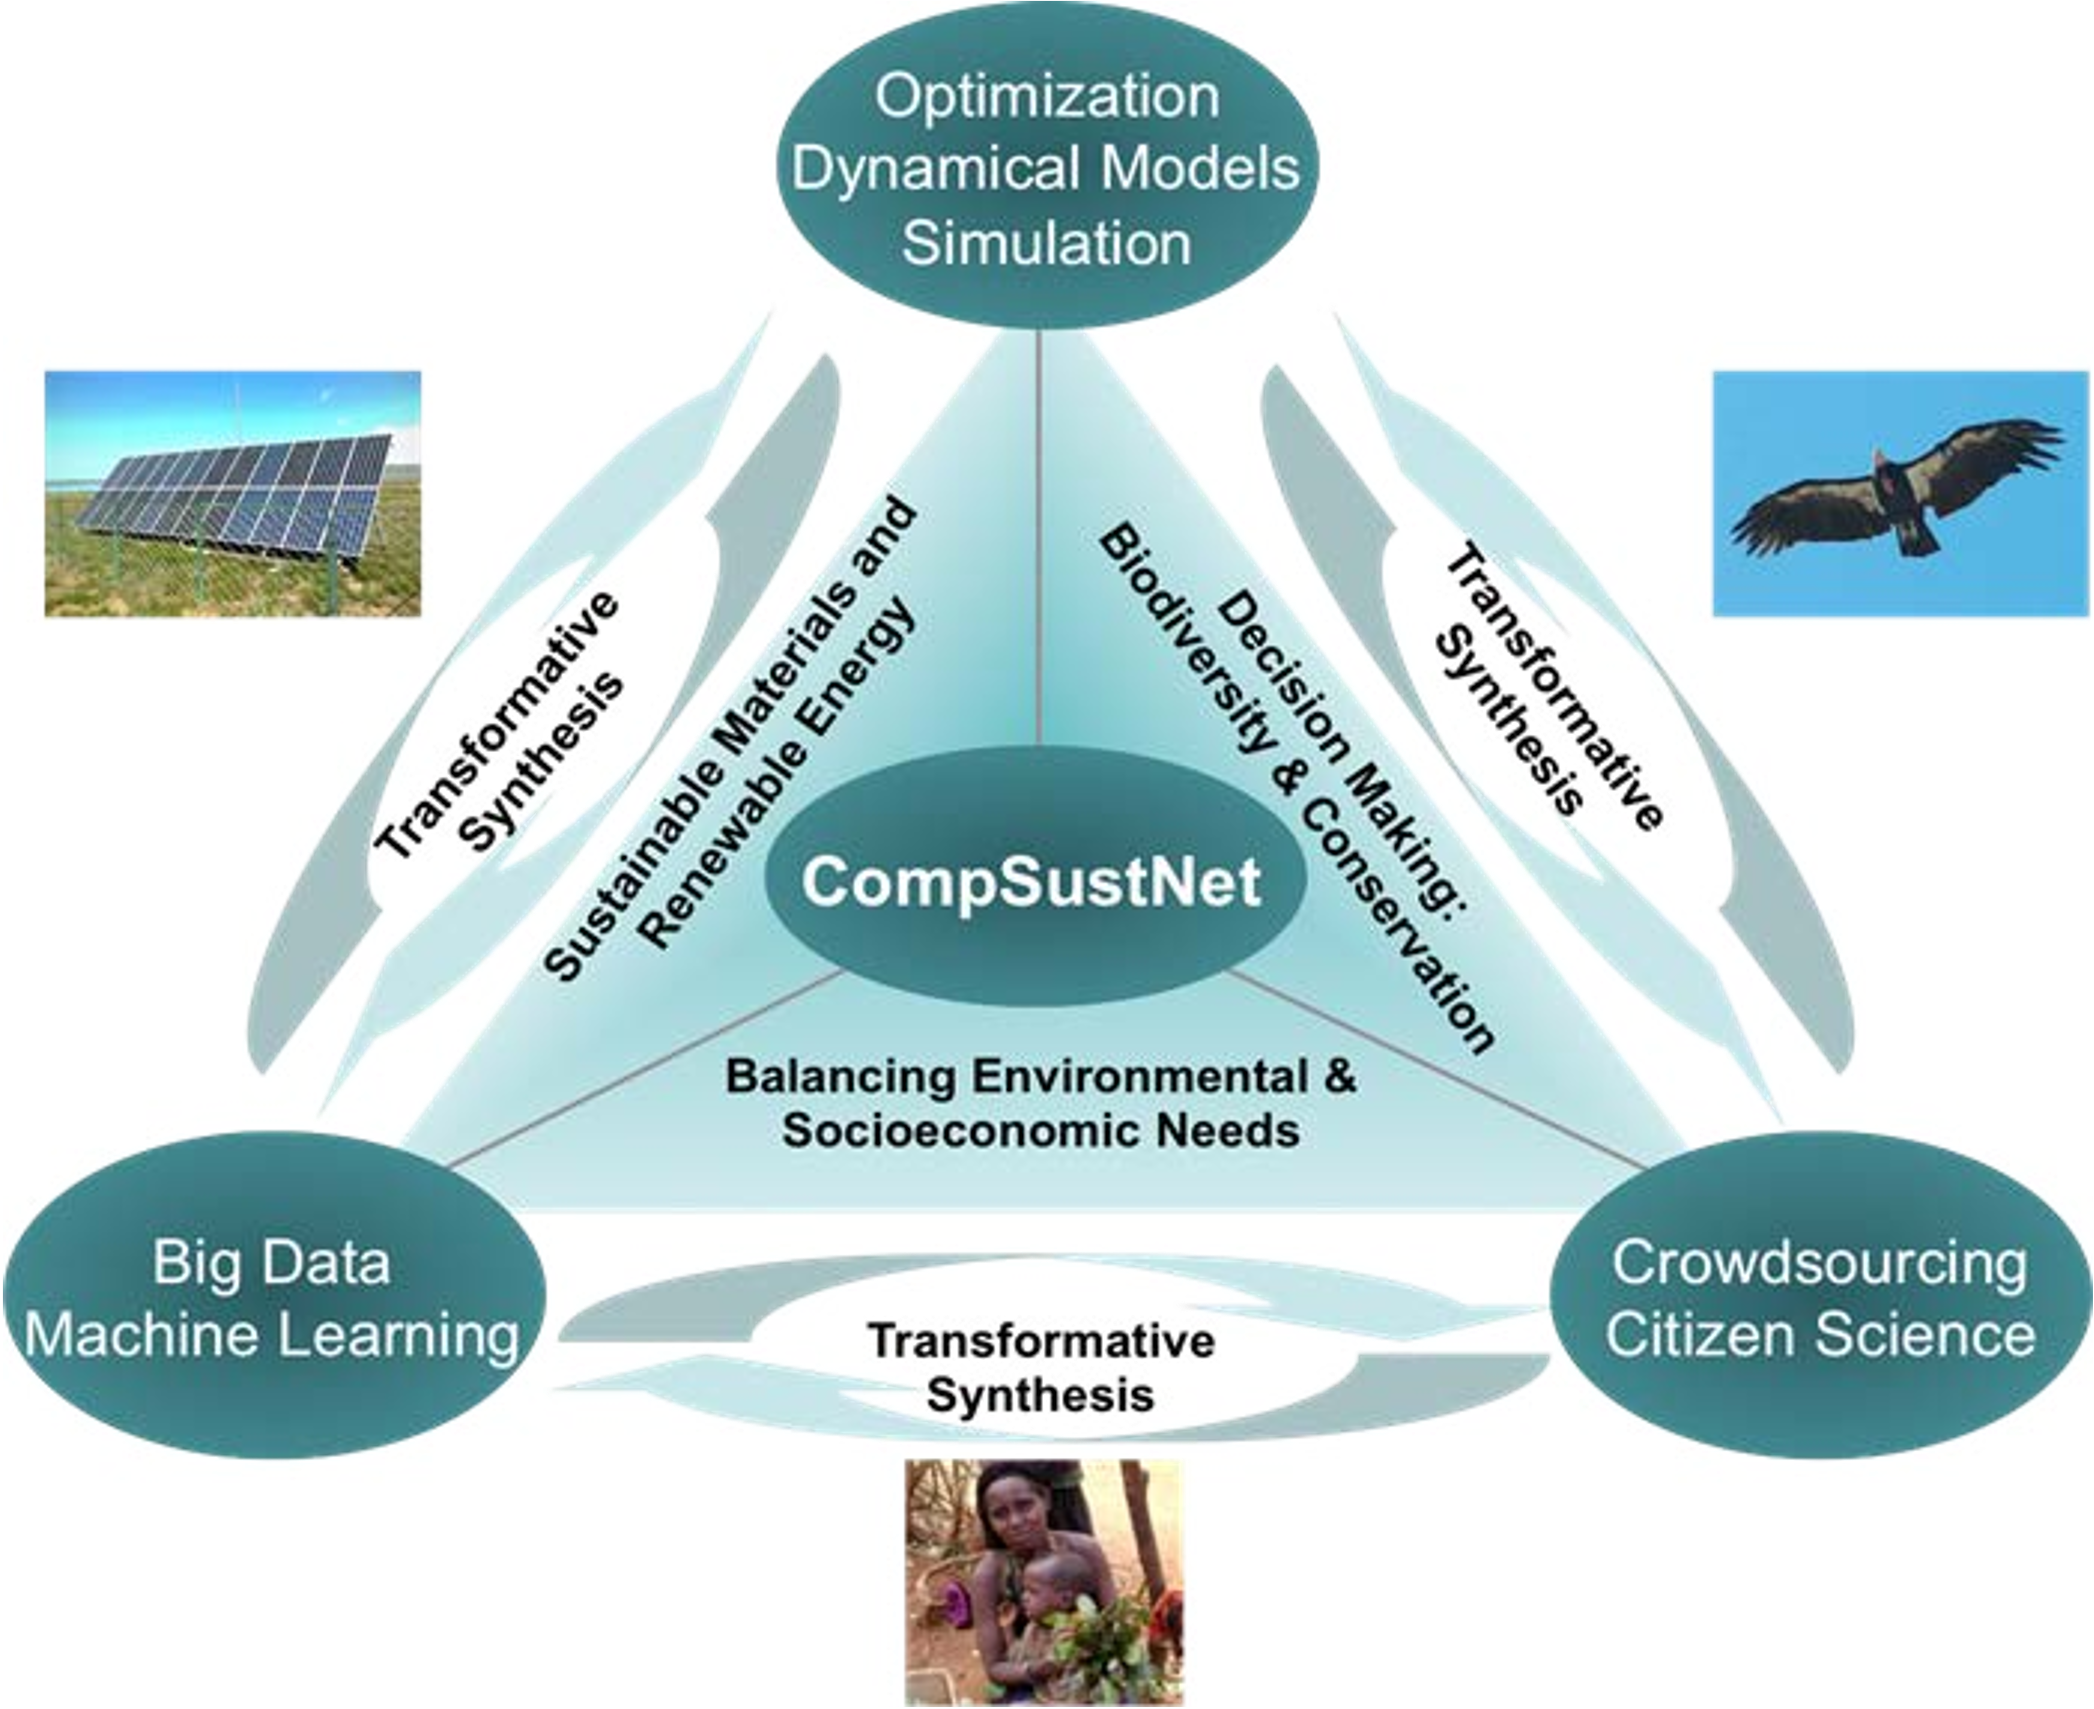 Optimization
Dynamical Models
Simulation
Transformative
Synthesis
Sustainable Materials and
Renewable Energy
Decision Making:
Biodiversity & Conservation
Transformative
Synthesis
CompSustNet
Balancing Environmental &
Socioeconomic Needs
Big Data
Machine Learning
Crowdsourcing
Citizen Science
Transformative
Synthesis